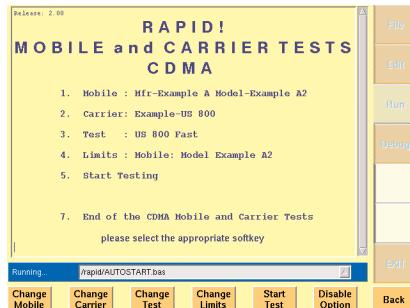 Release: 2.00
RAPID!
MOBILE and CARRIER TESTS
CDMA
1. Mobile : Mfr-Example A Model-Example A2
2. Carrier: Example-US 800
3. Test : US 800 Fast
4. Limits : Mobile: Model Example A2
5. Start Testing
7. End of the CDMA Mobile and Carrier Tests
please select the appropriate softkey
File
Edit
Run
Debug
EXIT
Running... /rapid/AUTOSTART.bas
Change Mobile
Change Carrier
Change Test
Change Limits
Start Test
Disable Option
Back